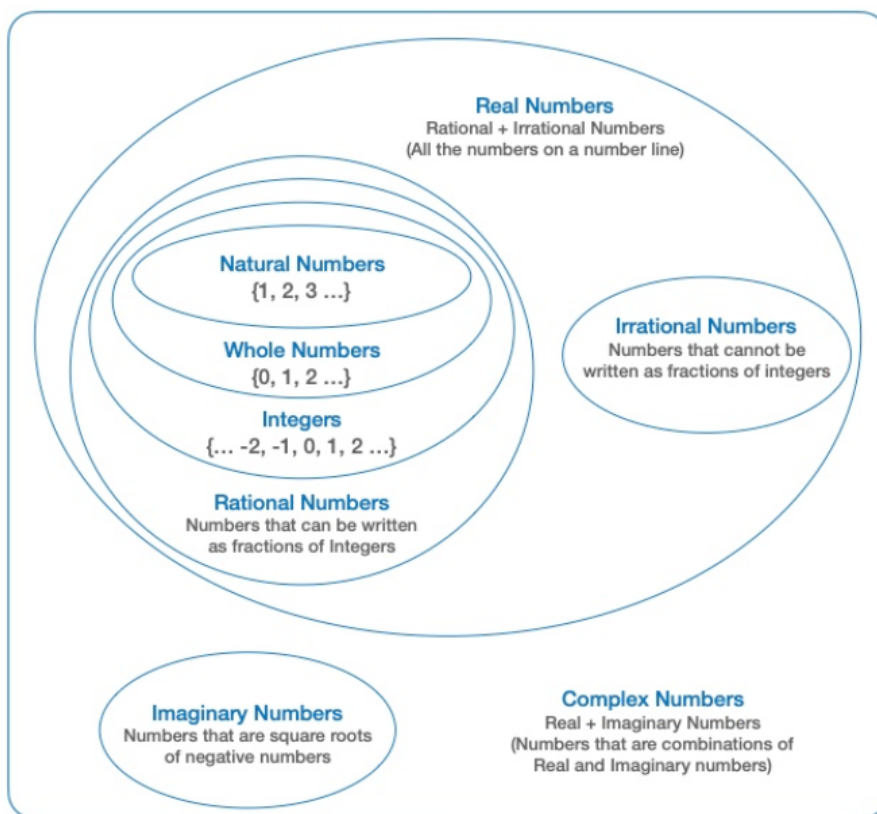 Real Numbers
Rational + Irrational Numbers
(All the numbers on a number line)
Natural Numbers
{1, 2, 3 ...}
Irrational Numbers
Numbers that cannot be
written as fractions of integers
Whole Numbers
{0, 1, 2 ...}
Integers
{... -2, -1, 0, 1, 2 ...}
Rational Numbers
Numbers that can be written
as fractions of Integers
Imaginary Numbers
Numbers that are square roots
of negative numbers
Complex Numbers
Real + Imaginary Numbers
(Numbers that are combinations of
Real and Imaginary numbers)